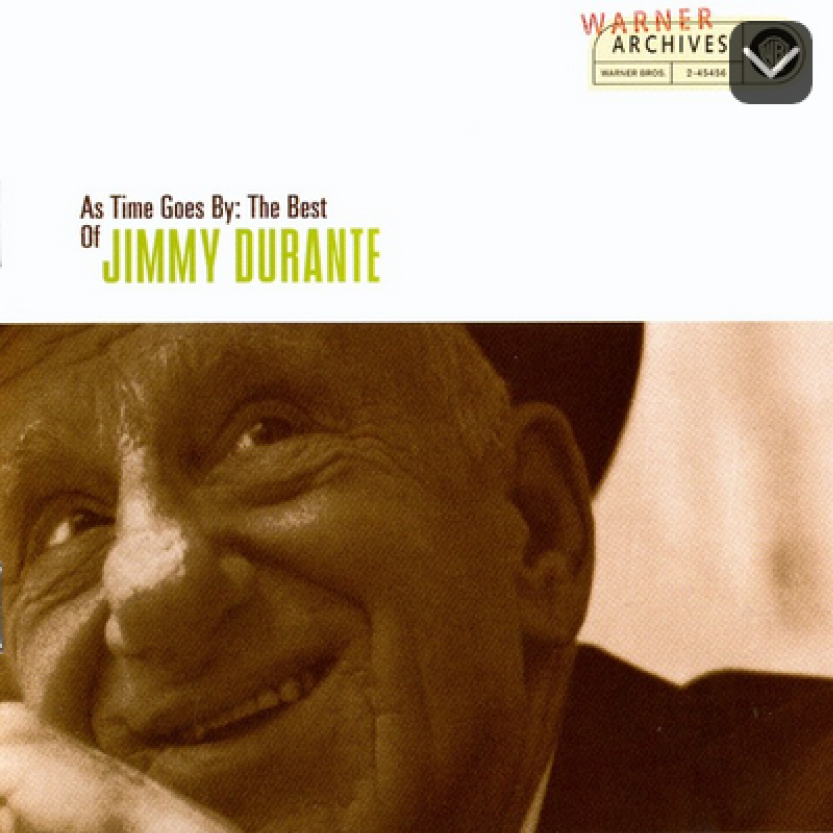 WARNER
ARCHIVES
WARNER BROS. 2-45456
As Time Goes By: The Best
Of JIMMY DURANTE